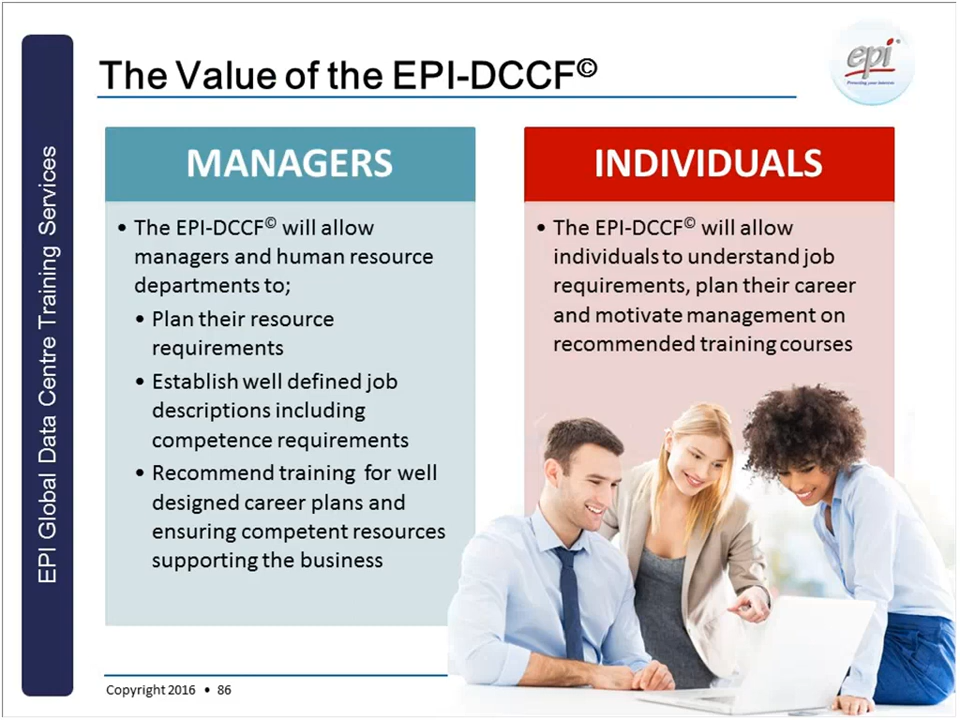 The Value of the EPI-DCCF©
epi®
Protecting your interests
EPI Global Data Centre Training Services
MANAGERS
• The EPI-DCCF© will allow
managers and human resource
departments to;
• Plan their resource
requirements
• Establish well defined job
descriptions including
competence requirements
• Recommend training for well
designed career plans and
ensuring competent resources
supporting the business
INDIVIDUALS
• The EPI-DCCF© will allow
individuals to understand job
requirements, plan their career
and motivate management on
recommended training courses
Copyright 2016 • 86